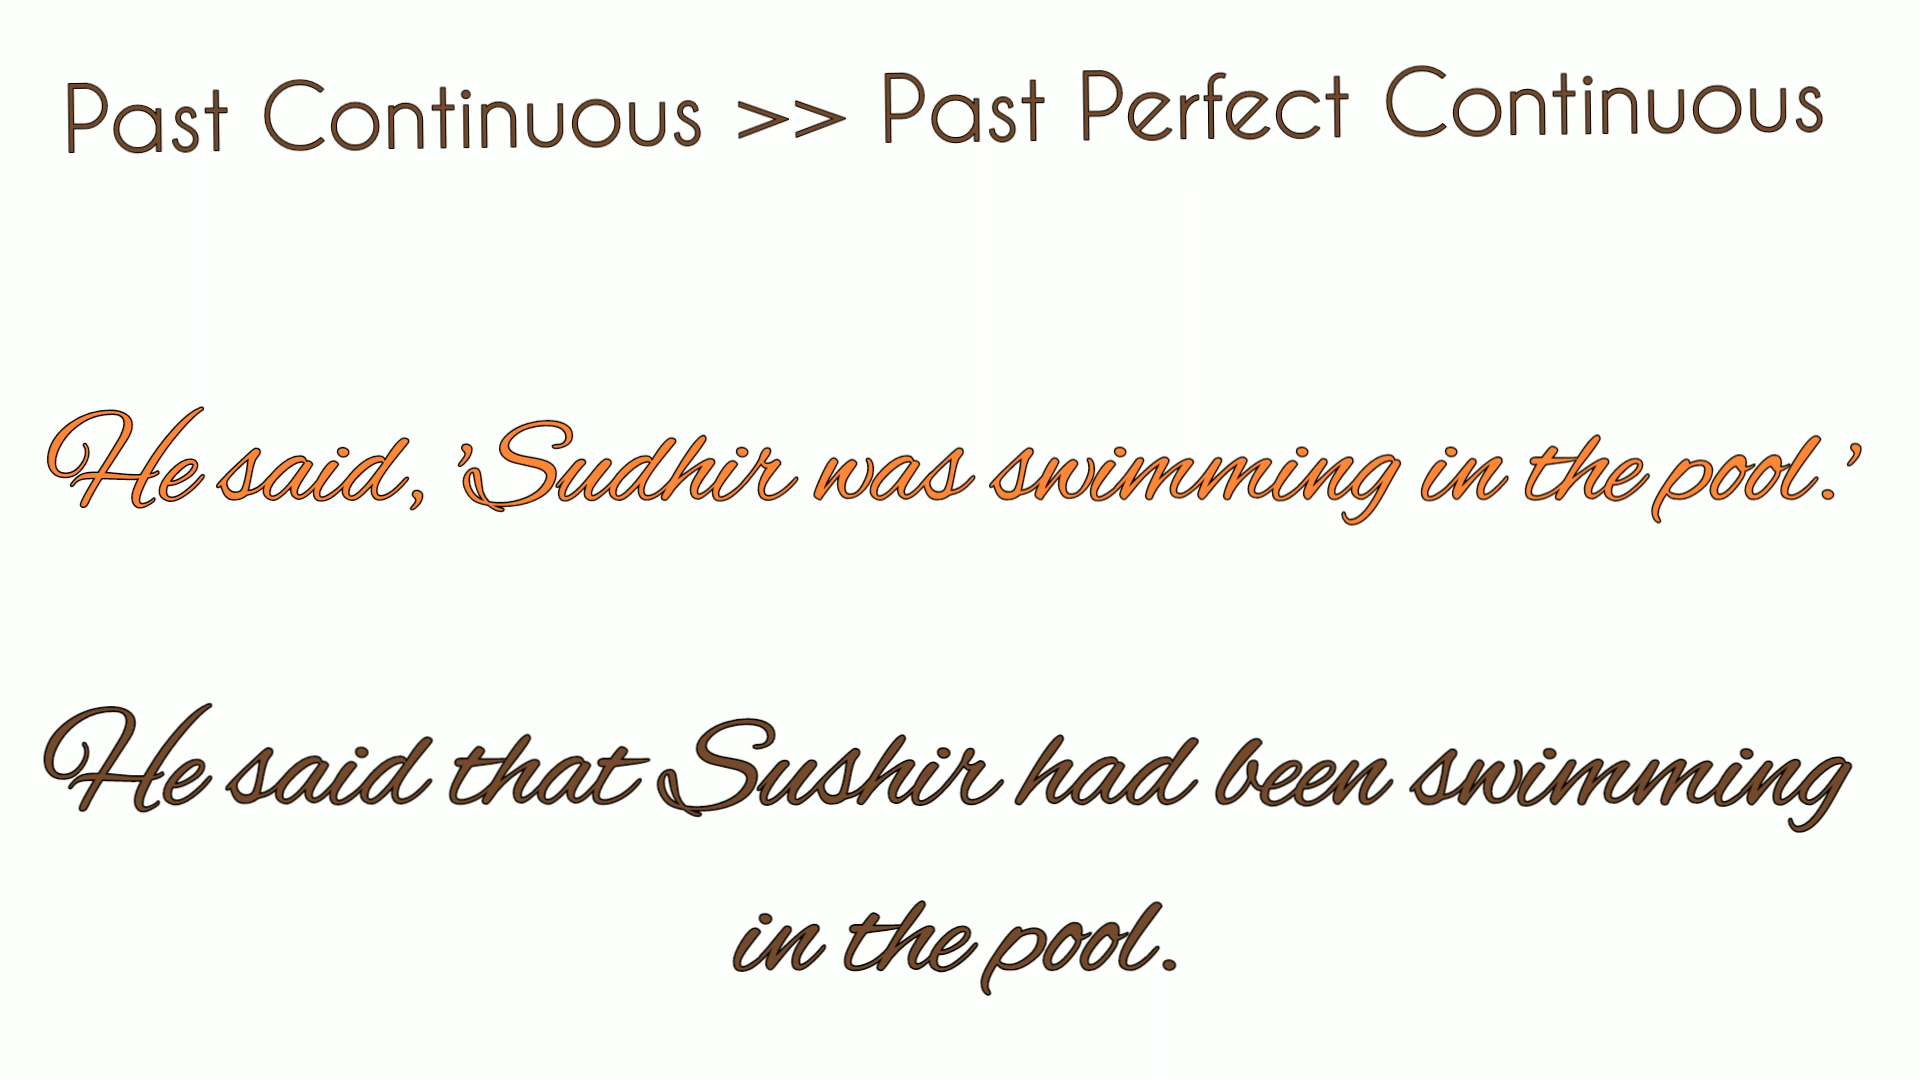 Past Continuous >> Past Perfect Continuous
He said, 'Sudhir was swimming in the pool.'
He said that Sushir had been swimming
in the pool.